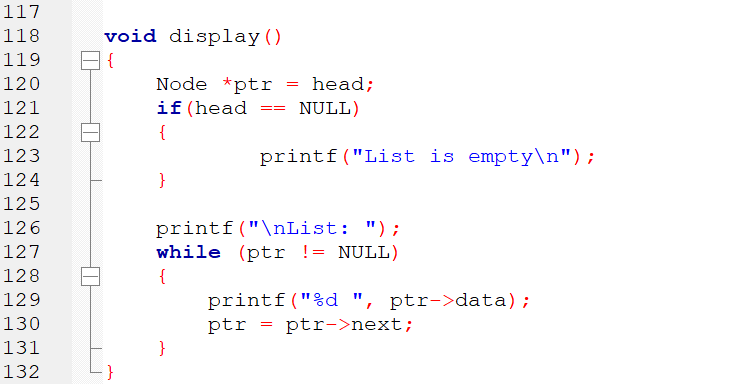 117
118 void display()
119 {
120 Node *ptr = head;
121 if(head == NULL)
122 {
123 printf("List is empty\n");
124 }
125
126 printf("\nList: ");
127 while (ptr != NULL)
128 {
129 printf("%d ", ptr->data);
130 ptr = ptr->next;
131 }
132 }